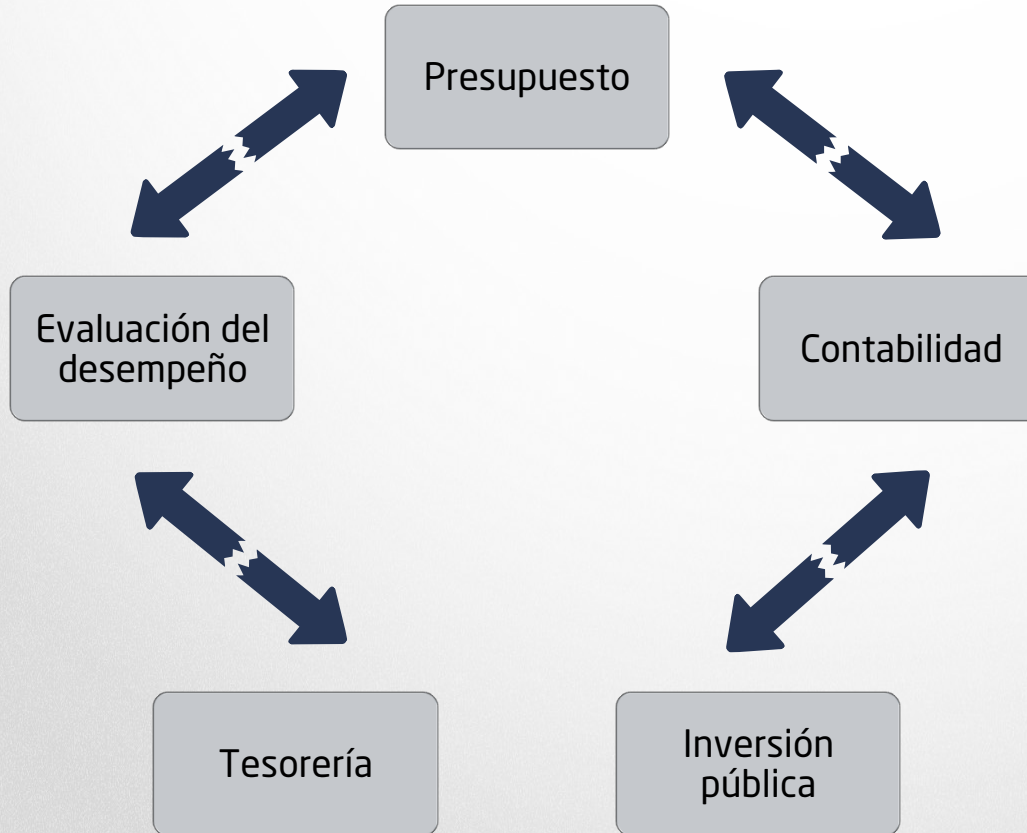 Presupuesto
Evaluación del
desempeño
Contabilidad
Tesorería
Inversión
pública